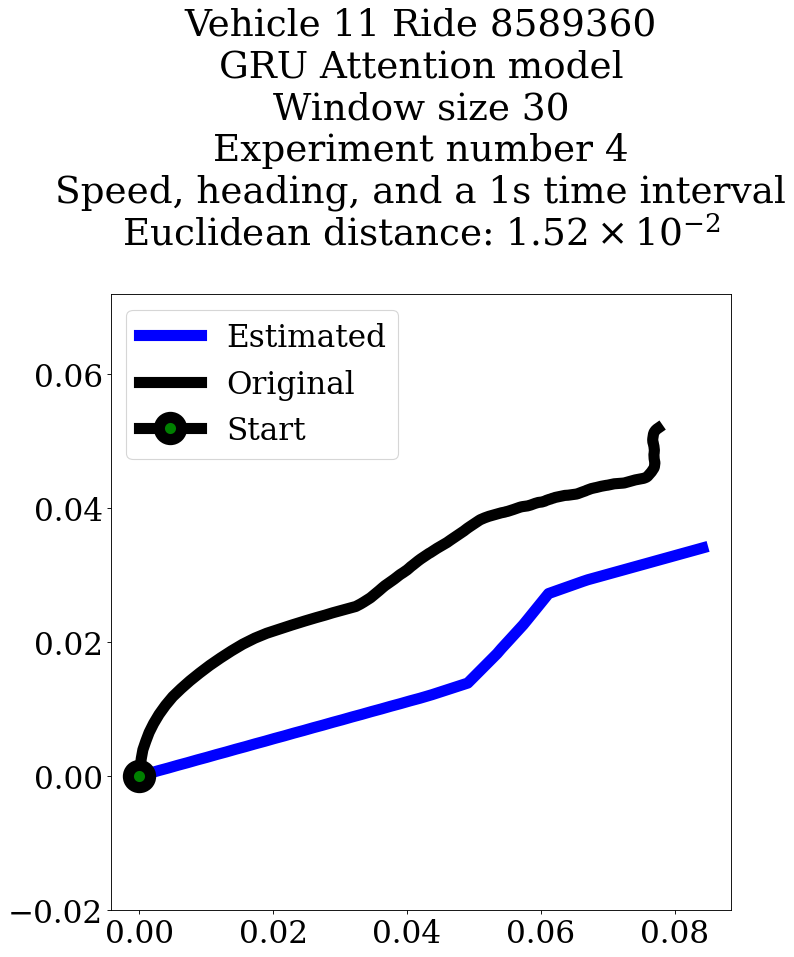 Vehicle 11 Ride 8589360
GRU Attention model
Window size 30
Experiment number 4
Speed, heading, and a 1s time interval
Euclidean distance: 1.52 × 10⁻²
Estimated
Original
Start
0.06
0.04
0.02
0.00
−0.02
0.00 0.02 0.04 0.06 0.08